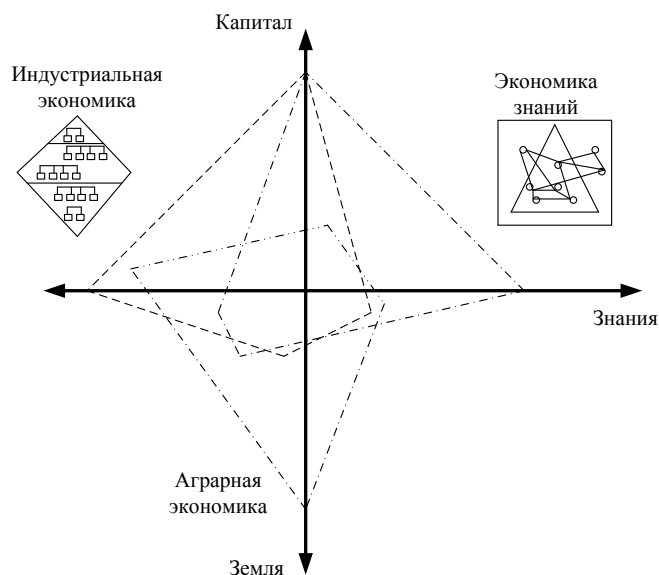 Капитал
Индустриальная
экономика
Экономика
знаний
Знания
Аграрная
экономика
Земля